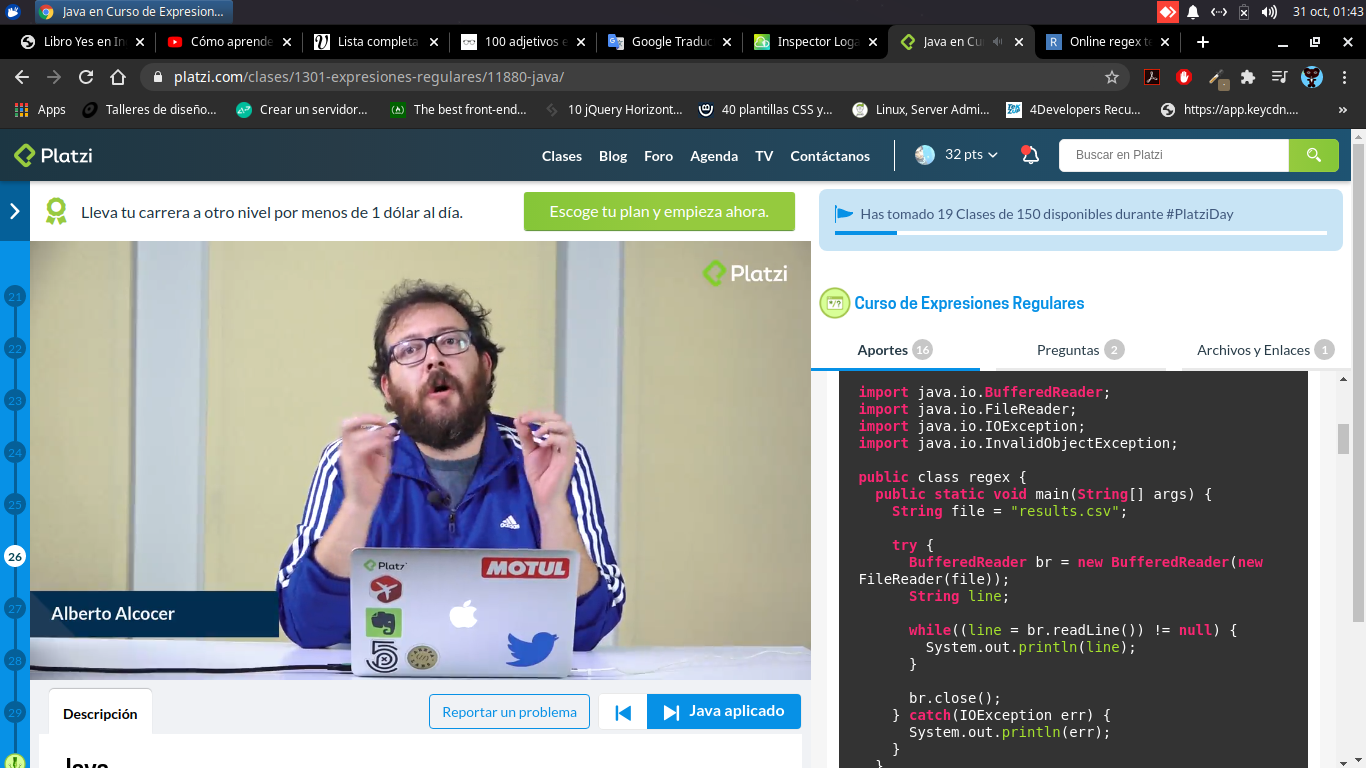 Java en Curso de Expresion...
31 oct, 01:43
Libro Yes en In
Cómo aprende
Lista completa
100 adjetivos e
Google Traduc
Inspector Loga
Java en Cu
Online regex te
platzi.com/clases/1301-expresiones-regulares/11880-java/
Apps
Talleres de diseño...
Crear un servidor...
The best front-end...
10 jQuery Horizont...
40 plantillas CSS y...
Linux, Server Admi...
4Developers Recu...
https://app.keycdn....
»
Platzi
Clases
Blog
Foro
Agenda
TV
Contáctanos
32 pts
Buscar en Platzi
Lleva tu carrera a otro nivel por menos de 1 dólar al día.
Escoge tu plan y empieza ahora.
Has tomado 19 Clases de 150 disponibles durante #PlatziDay
21
22
23
24
25
26
27
28
29
Platzi
Platzi
MOTUL
adidas
5
Alberto Alcocer
Curso de Expresiones Regulares
Aportes 16
Preguntas 2
Archivos y Enlaces 1
import java.io.BufferedReader;
import java.io.FileReader;
import java.io.IOException;
import java.io.InvalidObjectException;
public class regex {
public static void main(String[] args) {
String file = "results.csv";
try {
BufferedReader br = new BufferedReader(new
FileReader(file));
String line;
while((line = br.readLine()) != null) {
System.out.println(line);
}
br.close();
} catch(IOException err) {
System.out.println(err);
}
}
Descripción
Reportar un problema
Java aplicado
Java